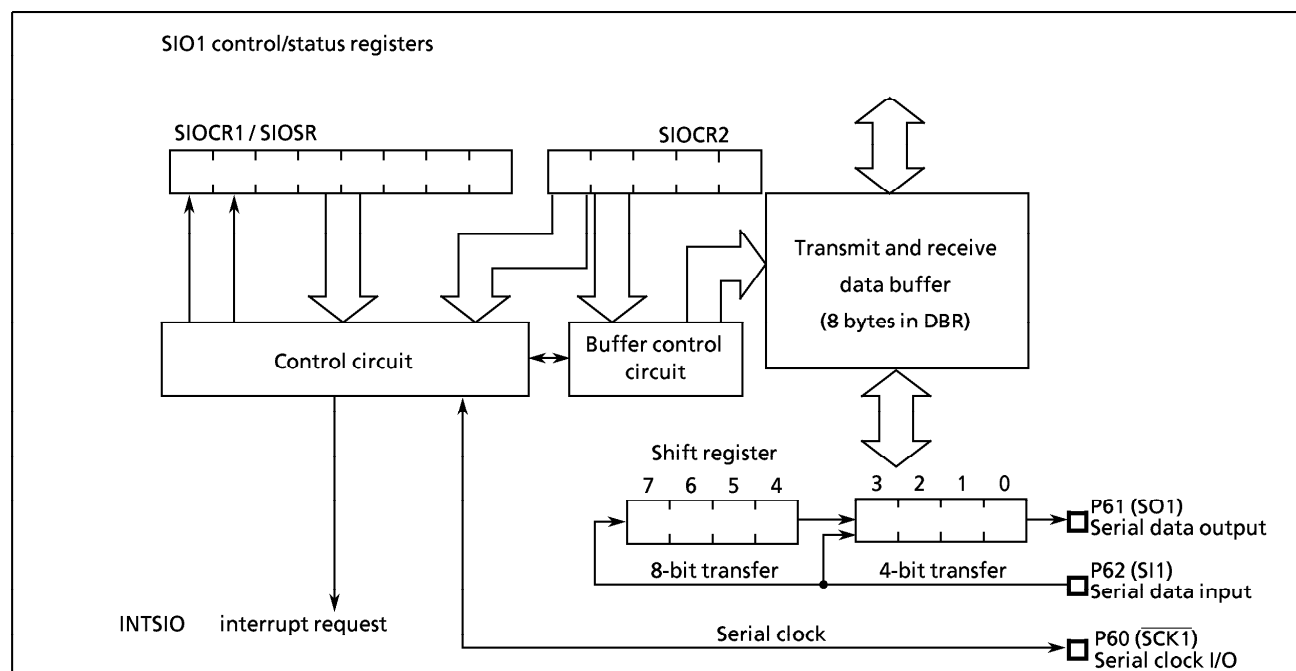 SIO1 control/status registers
SIOCR1 / SIOSR
SIOCR2
Transmit and receive
data buffer
(8 bytes in DBR)
Control circuit
Buffer control
circuit
Shift register
7 6 5 4
3 2 1 0
P61 (SO1)
Serial data output
8-bit transfer
4-bit transfer
P62 (SI1)
Serial data input
INTSIO interrupt request
Serial clock
P60 (S̅C̅K̅1̅)
Serial clock I/O